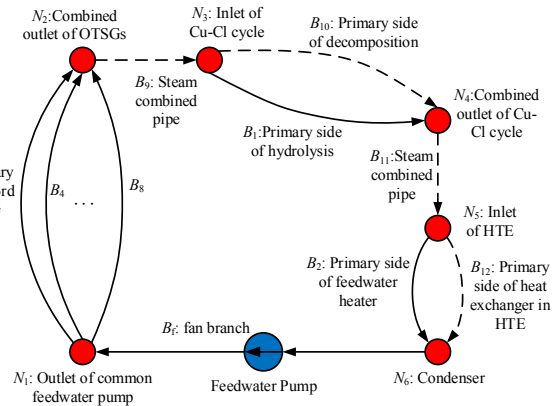 N2:Combined
outlet of OTSGs
N3: Inlet of
Cu-Cl cycle
B10: Primary side
of decomposition
B9: Steam
combined
pipe
N4:Combined
outlet of Cu-
Cl cycle
B1:Primary side
of hydrolysis
B11:Steam
combined
pipe
B4
...
B8
N5: Inlet
of HTE
B2: Primary side
of feedwater
heater
B12: Primary
side of heat
exchanger in
HTE
Bf: fan branch
N1: Outlet of common
feedwater pump
Feedwater Pump
N6: Condenser